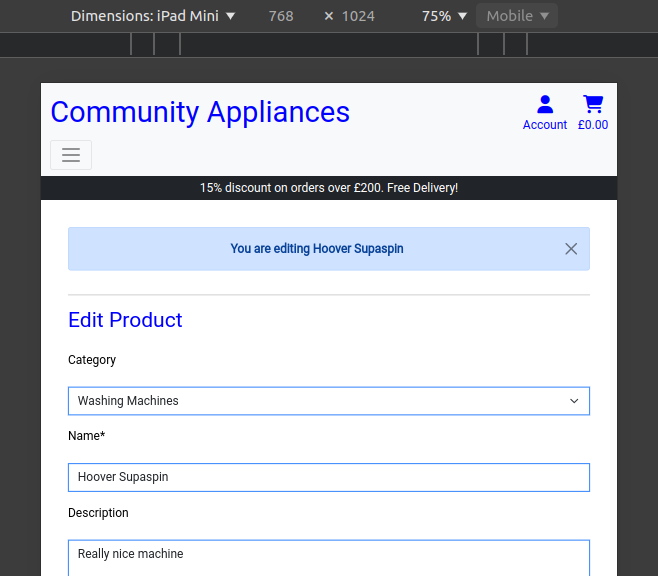 Dimensions: iPad Mini ▼ 768 × 1024 75% ▼ Mobile ▼
Community Appliances
Account £0.00
15% discount on orders over £200. Free Delivery!
You are editing Hoover Supaspin
Edit Product
Category
Washing Machines
Name*
Hoover Supaspin
Description
Really nice machine